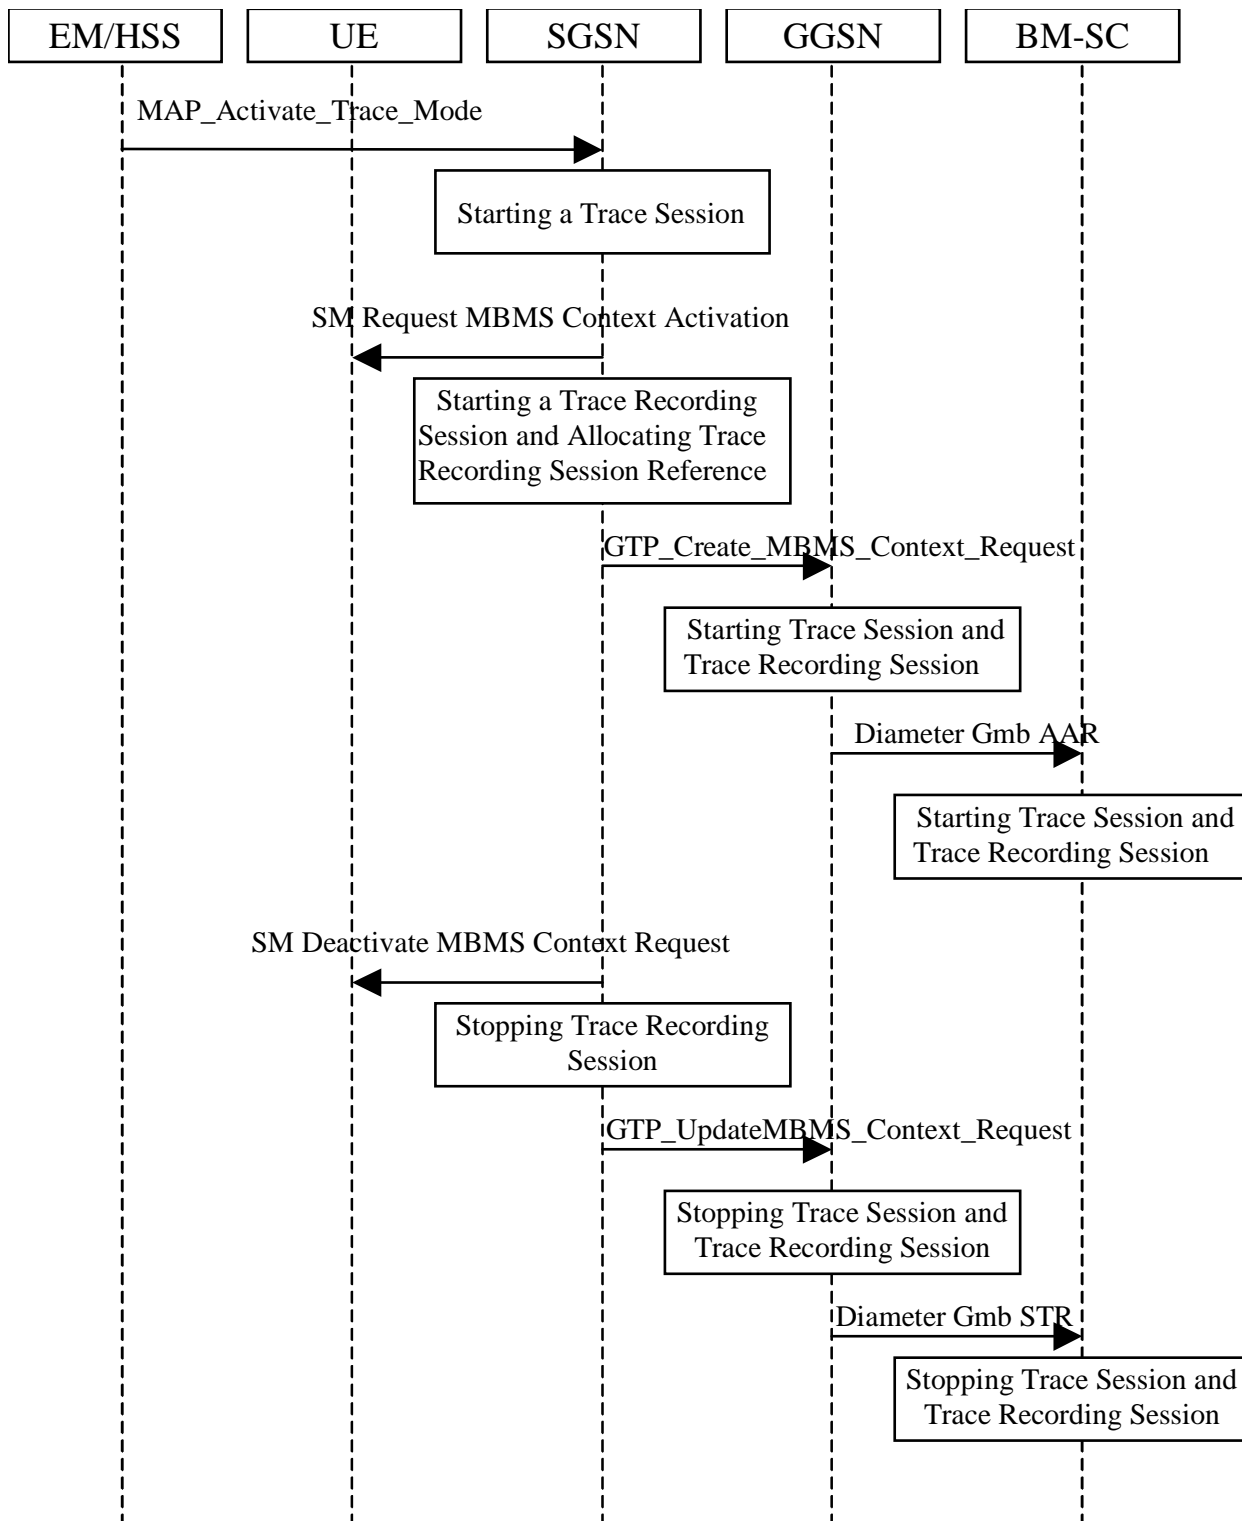 EM/HSS
UE
SGSN
GGSN
BM-SC
MAP_Activate_Trace_Mode
Starting a Trace Session
SM Request MBMS Context Activation
Starting a Trace Recording
Session and Allocating Trace
Recording Session Reference
GTP_Create_MBMS_Context_Request
Starting Trace Session and
Trace Recording Session
Diameter Gmb AAR
Starting Trace Session and
Trace Recording Session
SM Deactivate MBMS Context Request
Stopping Trace Recording
Session
GTP_UpdateMBMS_Context_Request
Stopping Trace Session and
Trace Recording Session
Diameter Gmb STR
Stopping Trace Session and
Trace Recording Session